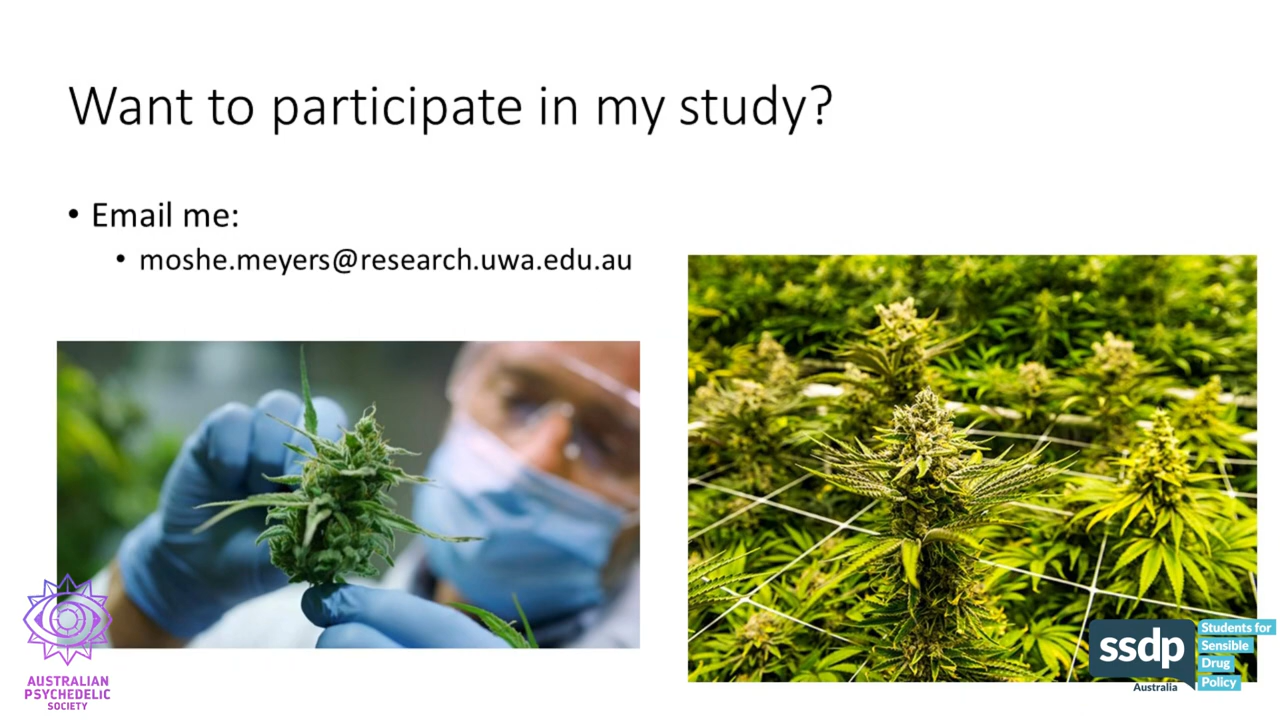 Want to participate in my study?
• Email me:
• moshe.meyers@research.uwa.edu.au
AUSTRALIAN
PSYCHEDELIC
SOCIETY
ssdp
Australia
Students for
Sensible
Drug
Policy